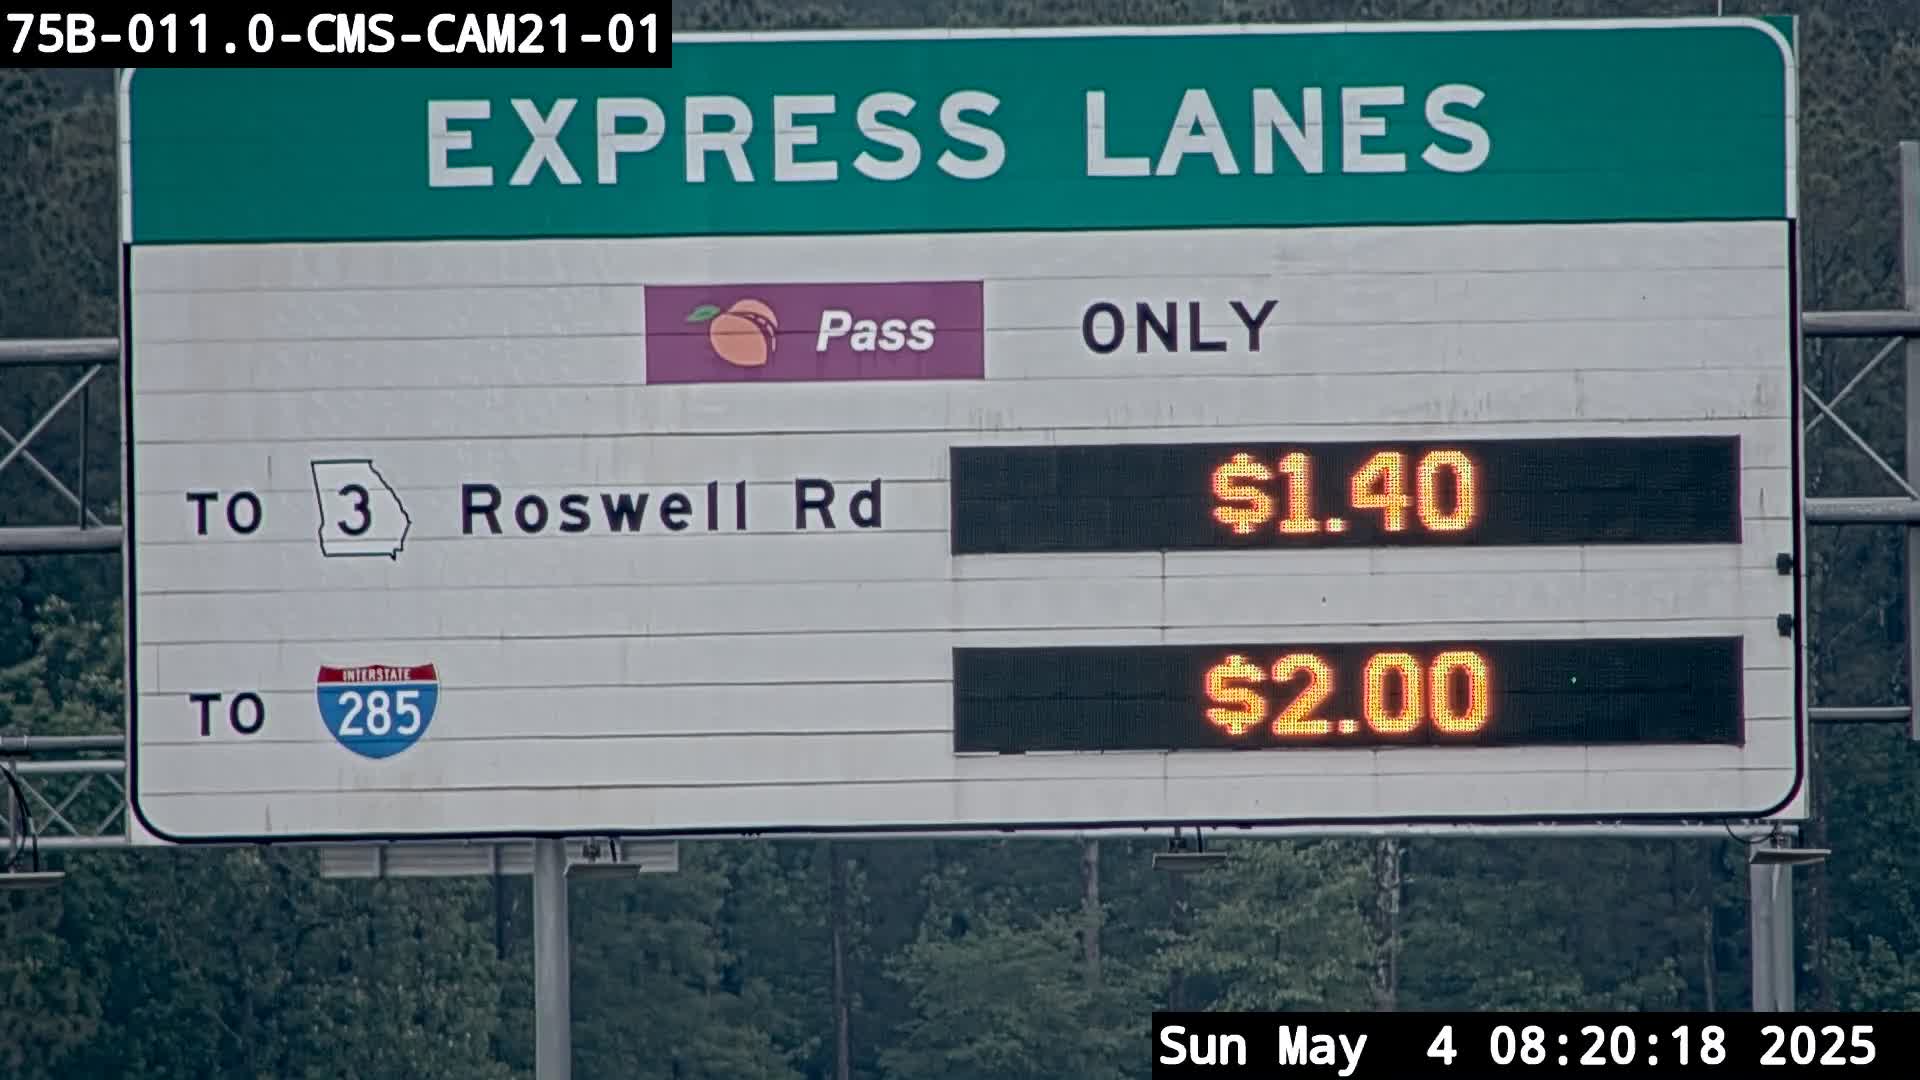 75B-011.0-CMS-CAM21-01
EXPRESS LANES
Pass ONLY
TO 3 Roswell Rd $1.40
INTERSTATE
TO 285 $2.00
Sun May 4 08:20:18 2025